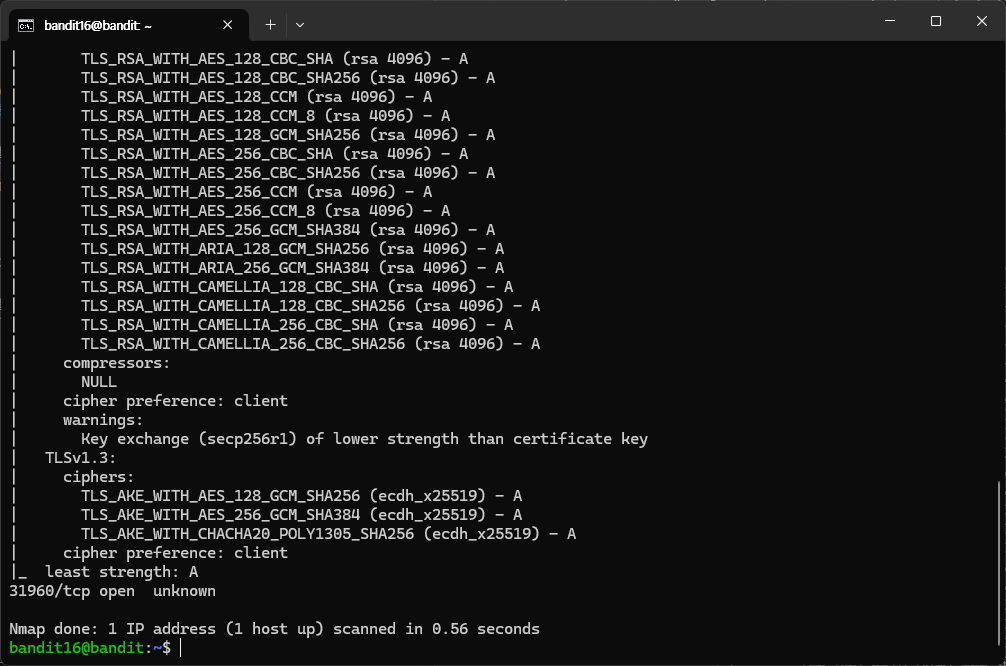 bandit16@bandit: ~
|       TLS_RSA_WITH_AES_128_CBC_SHA (rsa 4096) - A
|       TLS_RSA_WITH_AES_128_CBC_SHA256 (rsa 4096) - A
|       TLS_RSA_WITH_AES_128_CCM (rsa 4096) - A
|       TLS_RSA_WITH_AES_128_CCM_8 (rsa 4096) - A
|       TLS_RSA_WITH_AES_128_GCM_SHA256 (rsa 4096) - A
|       TLS_RSA_WITH_AES_256_CBC_SHA (rsa 4096) - A
|       TLS_RSA_WITH_AES_256_CBC_SHA256 (rsa 4096) - A
|       TLS_RSA_WITH_AES_256_CCM (rsa 4096) - A
|       TLS_RSA_WITH_AES_256_CCM_8 (rsa 4096) - A
|       TLS_RSA_WITH_AES_256_GCM_SHA384 (rsa 4096) - A
|       TLS_RSA_WITH_ARIA_128_GCM_SHA256 (rsa 4096) - A
|       TLS_RSA_WITH_ARIA_256_GCM_SHA384 (rsa 4096) - A
|       TLS_RSA_WITH_CAMELLIA_128_CBC_SHA (rsa 4096) - A
|       TLS_RSA_WITH_CAMELLIA_128_CBC_SHA256 (rsa 4096) - A
|       TLS_RSA_WITH_CAMELLIA_256_CBC_SHA (rsa 4096) - A
|       TLS_RSA_WITH_CAMELLIA_256_CBC_SHA256 (rsa 4096) - A
|     compressors:
|       NULL
|     cipher preference: client
|     warnings:
|       Key exchange (secp256r1) of lower strength than certificate key
|   TLSv1.3:
|     ciphers:
|       TLS_AKE_WITH_AES_128_GCM_SHA256 (ecdh_x25519) - A
|       TLS_AKE_WITH_AES_256_GCM_SHA384 (ecdh_x25519) - A
|       TLS_AKE_WITH_CHACHA20_POLY1305_SHA256 (ecdh_x25519) - A
|     cipher preference: client
|_  least strength: A
31960/tcp open  unknown

Nmap done: 1 IP address (1 host up) scanned in 0.56 seconds
bandit16@bandit:~$